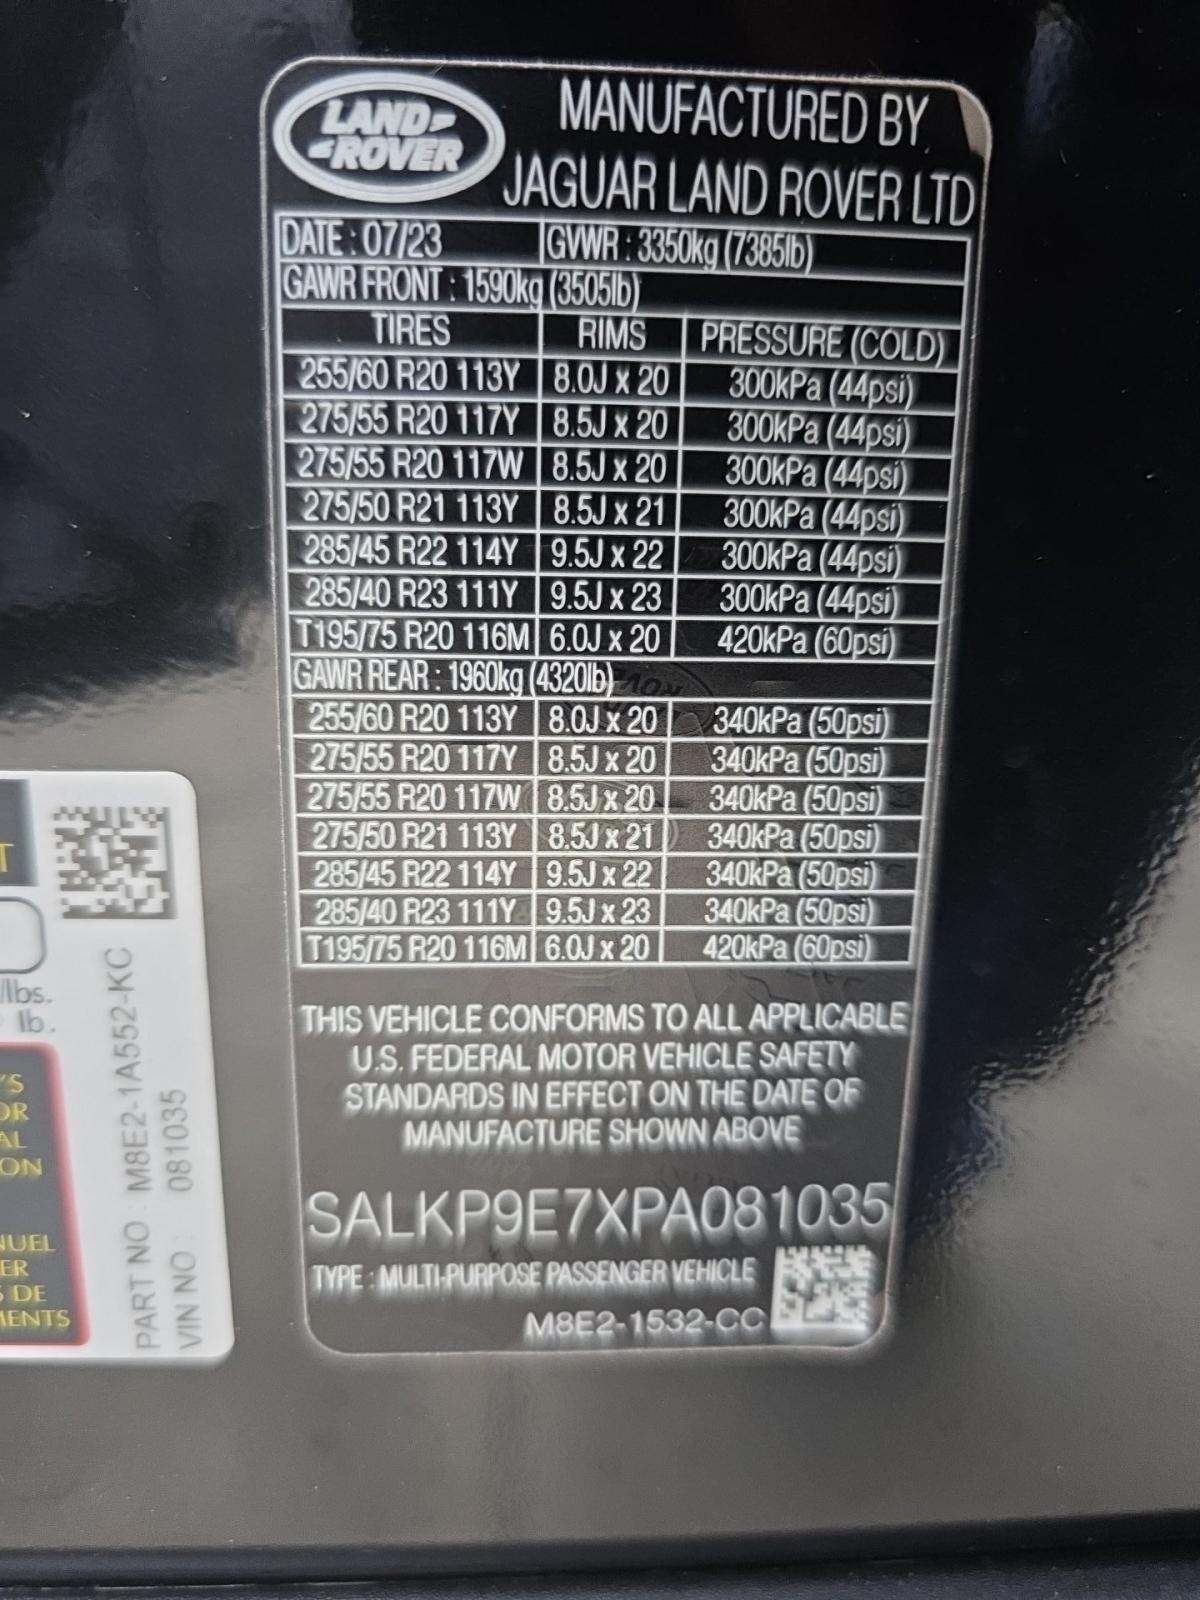 LAND-
-ROVER
MANUFACTURED BY
JAGUAR LAND ROVER LTD
DATE : 07/23 GVWR : 3350kg (7385lb)
GAWR FRONT : 1590kg (3505lb)
TIRES RIMS PRESSURE (COLD)
255/60 R20 113Y 8.0J x 20 300kPa (44psi)
275/55 R20 117Y 8.5J x 20 300kPa (44psi)
275/55 R20 117W 8.5J x 20 300kPa (44psi)
275/50 R21 113Y 8.5J x 21 300kPa (44psi)
285/45 R22 114Y 9.5J x 22 300kPa (44psi)
285/40 R23 111Y 9.5J x 23 300kPa (44psi)
T195/75 R20 116M 6.0J x 20 420kPa (60psi)
GAWR REAR : 1960kg (4320lb)
255/60 R20 113Y 8.0J x 20 340kPa (50psi)
275/55 R20 117Y 8.5J x 20 340kPa (50psi)
275/55 R20 117W 8.5J x 20 340kPa (50psi)
275/50 R21 113Y 8.5J x 21 340kPa (50psi)
285/45 R22 114Y 9.5J x 22 340kPa (50psi)
285/40 R23 111Y 9.5J x 23 340kPa (50psi)
T195/75 R20 116M 6.0J x 20 420kPa (60psi)
THIS VEHICLE CONFORMS TO ALL APPLICABLE
U.S. FEDERAL MOTOR VEHICLE SAFETY
STANDARDS IN EFFECT ON THE DATE OF
MANUFACTURE SHOWN ABOVE
SALKP9E7XPA081035
TYPE : MULTI-PURPOSE PASSENGER VEHICLE
M8E2-1532-CC
T
/lbs.
lb.
'S
OR
AL
ON
NUEL
ER
S DE
MENTS
PART NO : M8E2-1A552-KC
VIN NO : 081035